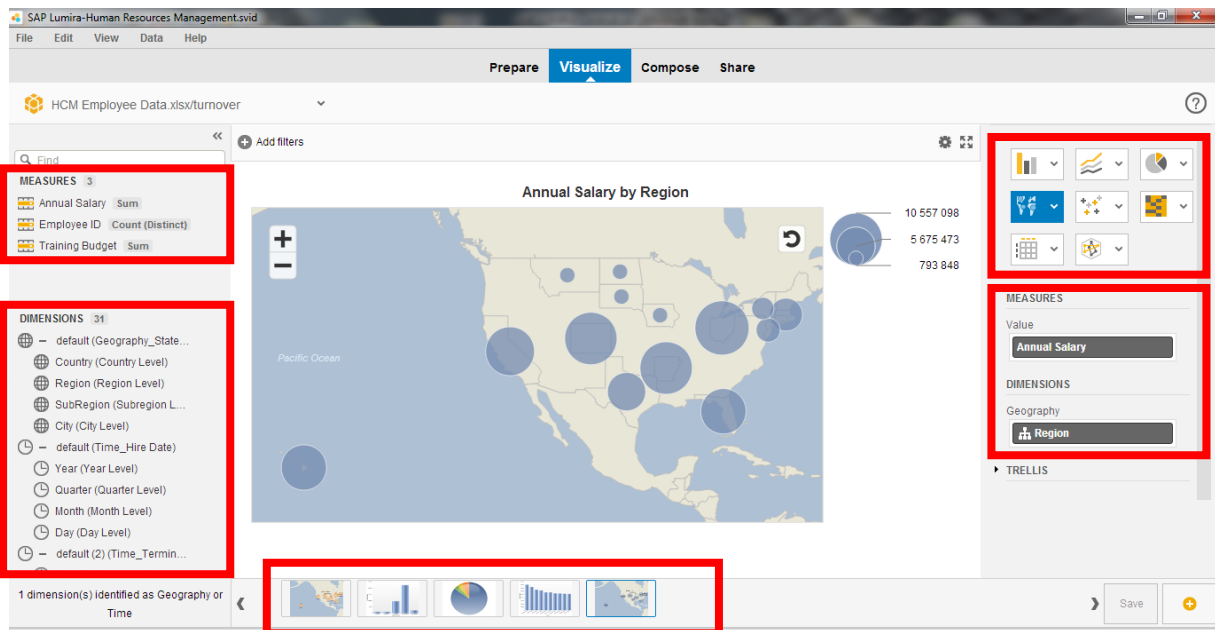 SAP Lumira-Human Resources Management.svid
File Edit View Data Help
Prepare Visualize Compose Share
HCM Employee Data.xlsx/turnover
?
«
Find
Add filters
MEASURES 3
Annual Salary Sum
Employee ID Count (Distinct)
Training Budget Sum
DIMENSIONS 31
default (Geography_State...
Country (Country Level)
Region (Region Level)
SubRegion (Subregion L...
City (City Level)
default (Time_Hire Date)
Year (Year Level)
Quarter (Quarter Level)
Month (Month Level)
Day (Day Level)
default (2) (Time_Termin...
1 dimension(s) identified as Geography or
Time
Annual Salary by Region
+
−
Pacific Ocean
10 557 098
5 675 473
793 848
MEASURES
Value
Annual Salary
DIMENSIONS
Geography
Region
TRELLIS
Save